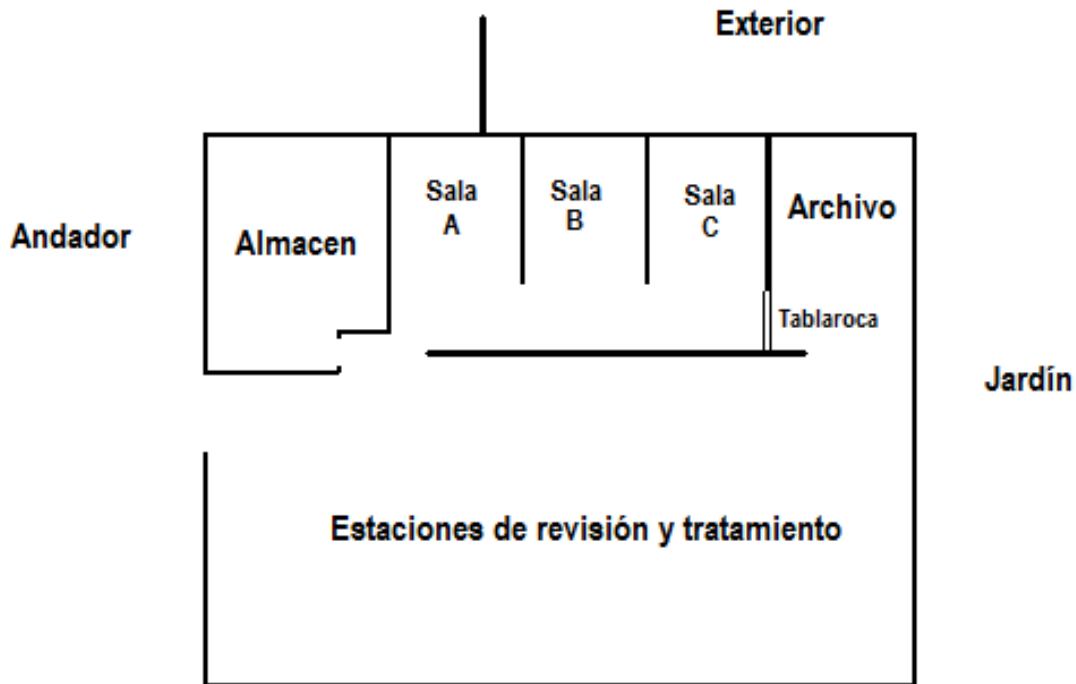 Exterior
Andador
Almacen
Sala
A
Sala
B
Sala
C
Archivo
Tablaroca
Jardín
Estaciones de revisión y tratamiento